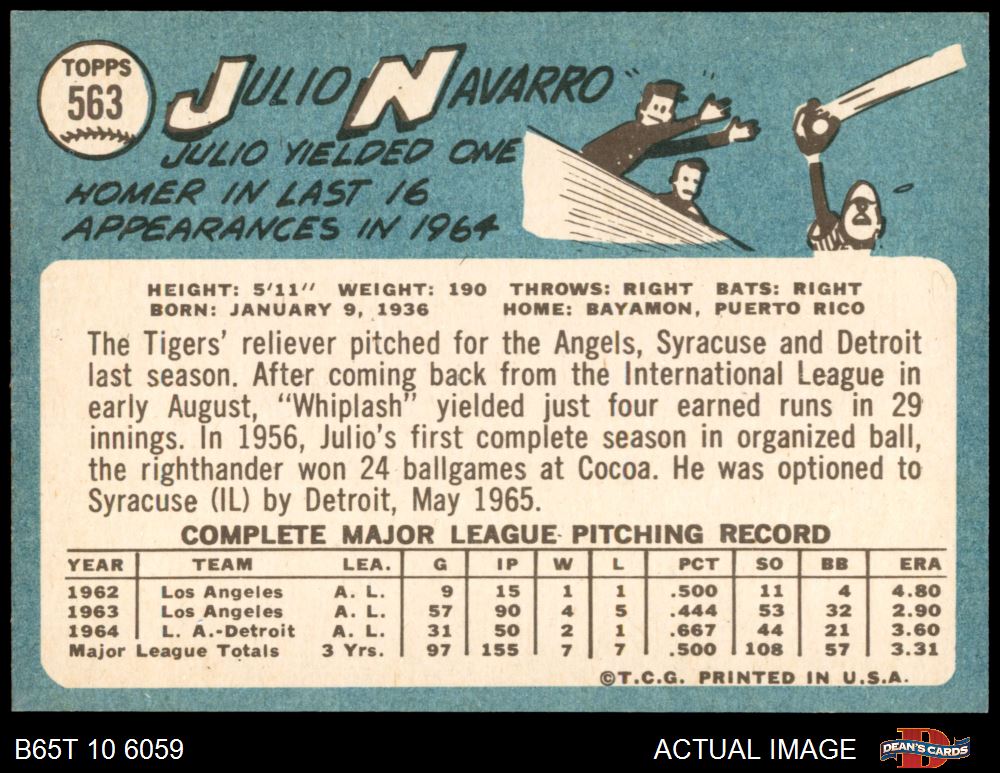 TOPPS
563
JULIO NAVARRO
JULIO YIELDED ONE
HOMER IN LAST 16
APPEARANCES IN 1964
HEIGHT: 5'11" WEIGHT: 190 THROWS: RIGHT BATS: RIGHT
BORN: JANUARY 9, 1936 HOME: BAYAMON, PUERTO RICO
The Tigers' reliever pitched for the Angels, Syracuse and Detroit
last season. After coming back from the International League in
early August, "Whiplash" yielded just four earned runs in 29
innings. In 1956, Julio's first complete season in organized ball,
the righthander won 24 ballgames at Cocoa. He was optioned to
Syracuse (IL) by Detroit, May 1965.
COMPLETE MAJOR LEAGUE PITCHING RECORD
YEAR TEAM LEA. G IP W L PCT SO BB ERA
1962 Los Angeles A. L. 9 15 1 1 .500 11 4 4.80
1963 Los Angeles A. L. 57 90 4 5 .444 53 32 2.90
1964 L. A.-Detroit A. L. 31 50 2 1 .667 44 21 3.60
Major League Totals 3 Yrs. 97 155 7 7 .500 108 57 3.31
©T.C.G. PRINTED IN U.S.A.
B65T 10 6059 ACTUAL IMAGE DEAN'S CARDS